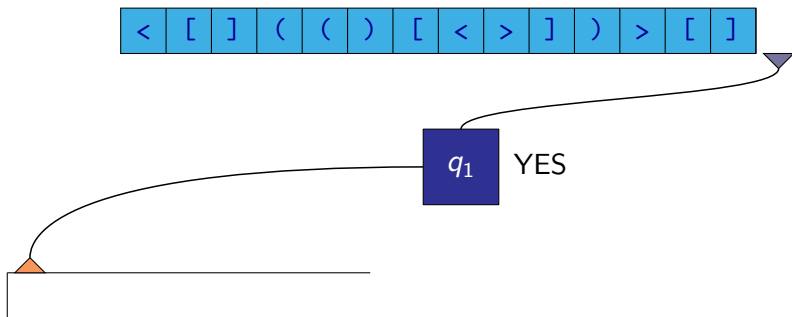 < [ ] ( ( ) [ < > ] ) > [ ]
q₁ YES